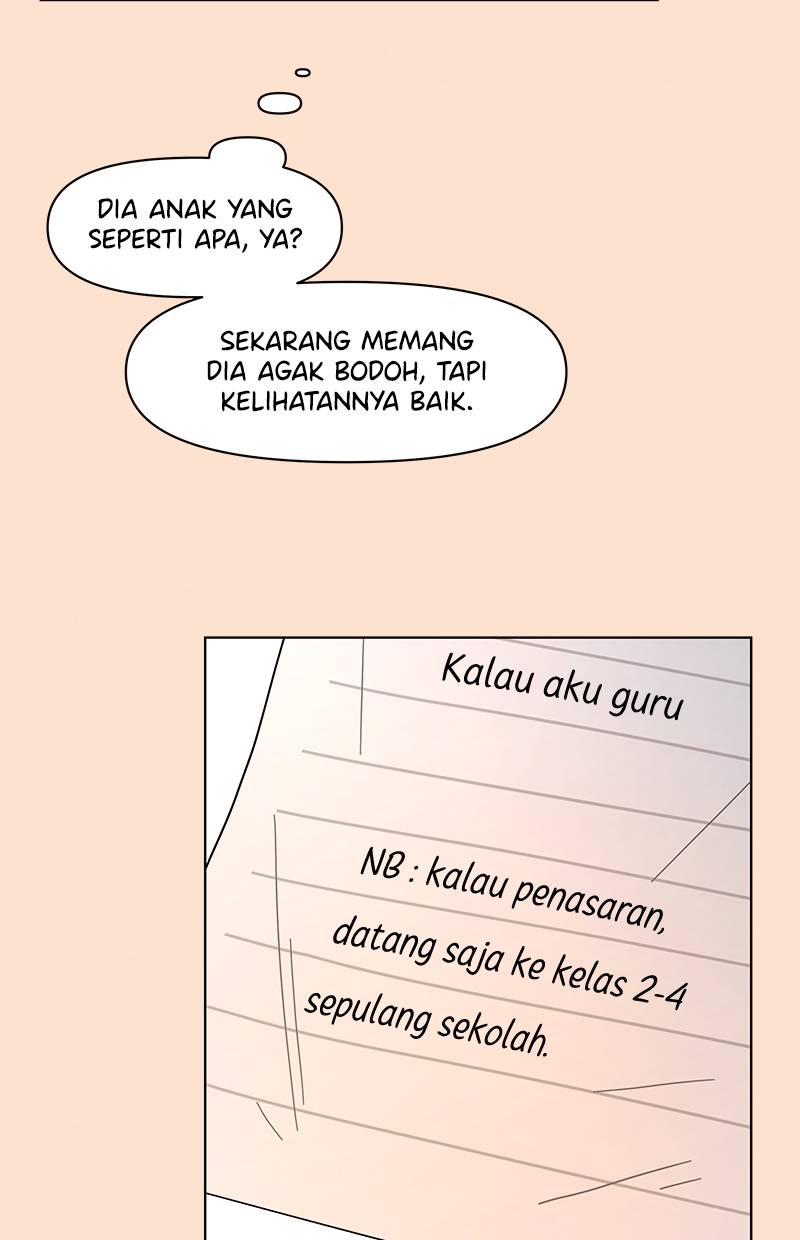 DIA ANAK YANG
SEPERTI APA, YA?
SEKARANG MEMANG
DIA AGAK BODOH, TAPI
KELIHATANNYA BAIK.
Kalau aku guru
NB : kalau penasaran,
datang saja ke kelas 2-4
sepulang sekolah.